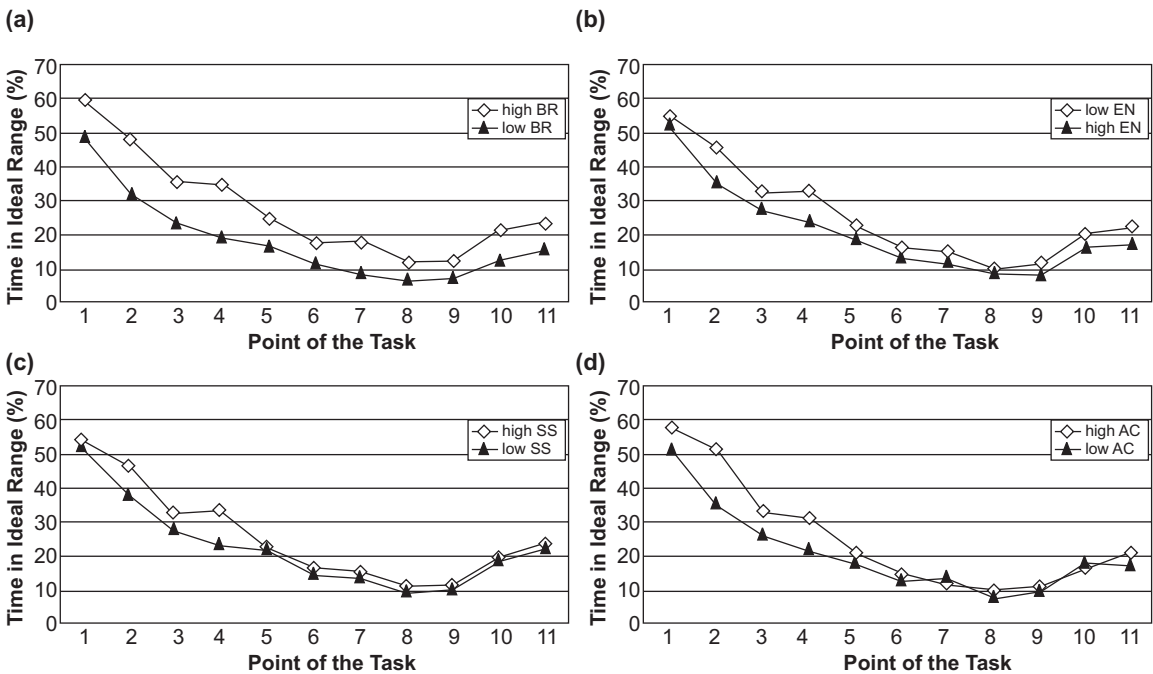 (a)
Time in Ideal Range (%)
70
60
50
40
30
20
10
0
high BR
low BR
1 2 3 4 5 6 7 8 9 10 11
Point of the Task
(b)
Time in Ideal Range (%)
70
60
50
40
30
20
10
0
low EN
high EN
1 2 3 4 5 6 7 8 9 10 11
Point of the Task
(c)
Time in Ideal Range (%)
70
60
50
40
30
20
10
0
high SS
low SS
1 2 3 4 5 6 7 8 9 10 11
Point of the Task
(d)
Time in Ideal Range (%)
70
60
50
40
30
20
10
0
high AC
low AC
1 2 3 4 5 6 7 8 9 10 11
Point of the Task